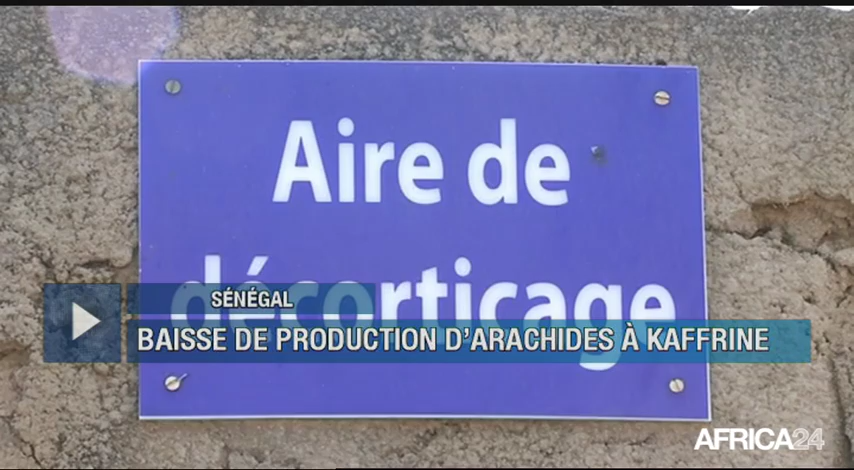 Aire de
décorticage
SÉNÉGAL
BAISSE DE PRODUCTION D'ARACHIDES À KAFFRINE
AFRICA24